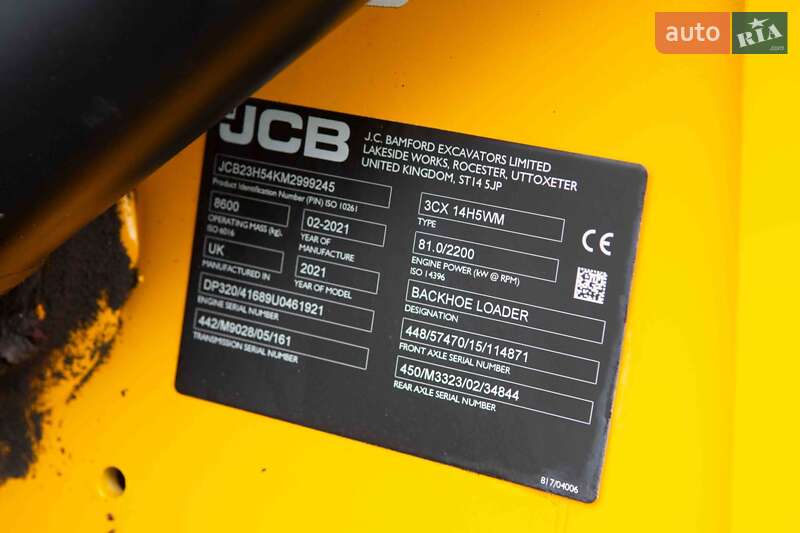 auto RIA.com
JCB
J.C. BAMFORD EXCAVATORS LIMITED
LAKESIDE WORKS, ROCESTER, UTTOXETER
UNITED KINGDOM, ST14 5JP
JCB23H54KM2999245
Product Identification Number (PIN) ISO 10261
8600
OPERATING MASS (kg),
ISO 6016
02-2021
YEAR OF
MANUFACTURE
UK
MANUFACTURED IN
2021
YEAR OF MODEL
DP320/41689U0461921
ENGINE SERIAL NUMBER
442/M9028/05/161
TRANSMISSION SERIAL NUMBER
3CX 14H5WM
TYPE
81.0/2200
ENGINE POWER (kW @ RPM)
ISO 14396
CE
BACKHOE LOADER
DESIGNATION
448/57470/15/114871
FRONT AXLE SERIAL NUMBER
450/M3323/02/34844
REAR AXLE SERIAL NUMBER
817/04006